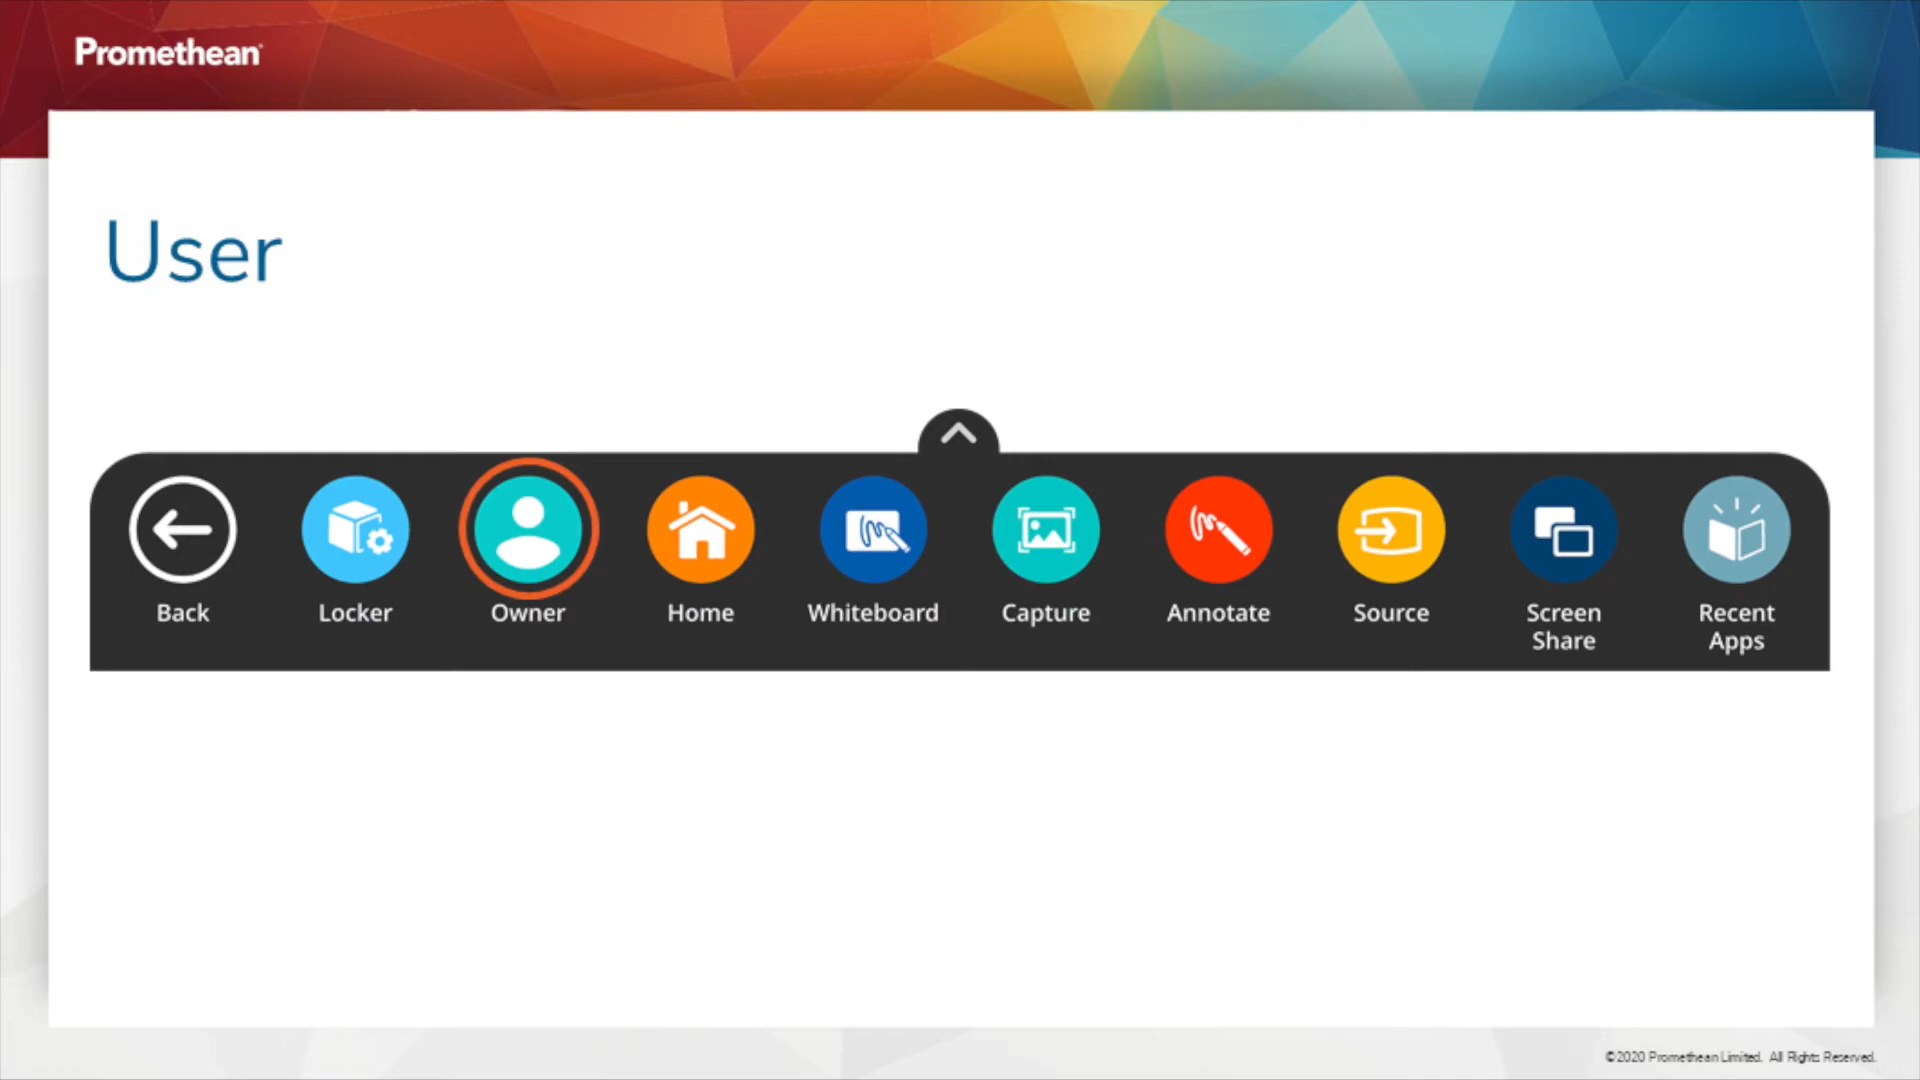 Promethean
User
Back
Locker
Owner
Home
Whiteboard
Capture
Annotate
Source
Screen
Share
Recent
Apps
©2020 Promethean Limited. All Rights Reserved.